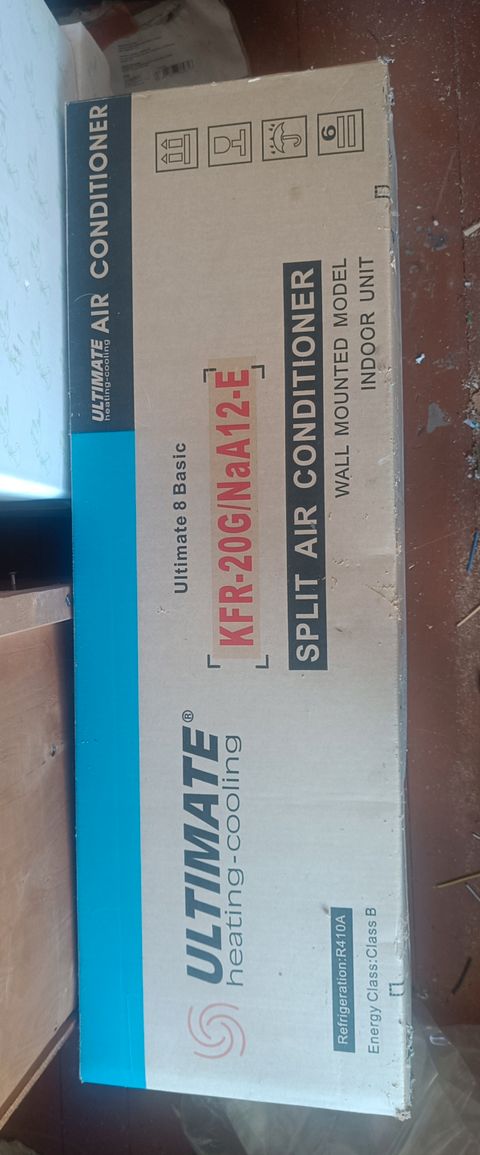 ULTIMATE AIR CONDITIONER
heating-cooling
6
ULTIMATE®
heating-cooling
Ultimate 8 Basic
KFR-20G/NaA12-E
SPLIT AIR CONDITIONER
WALL MOUNTED MODEL
INDOOR UNIT
Refrigeration:R410A
Energy Class:Class B